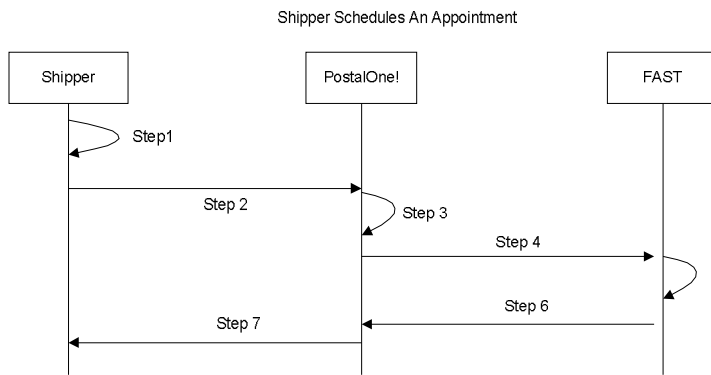 Shipper Schedules An Appointment
Shipper
PostalOne!
FAST
Step1
Step 2
Step 3
Step 4
Step 6
Step 7